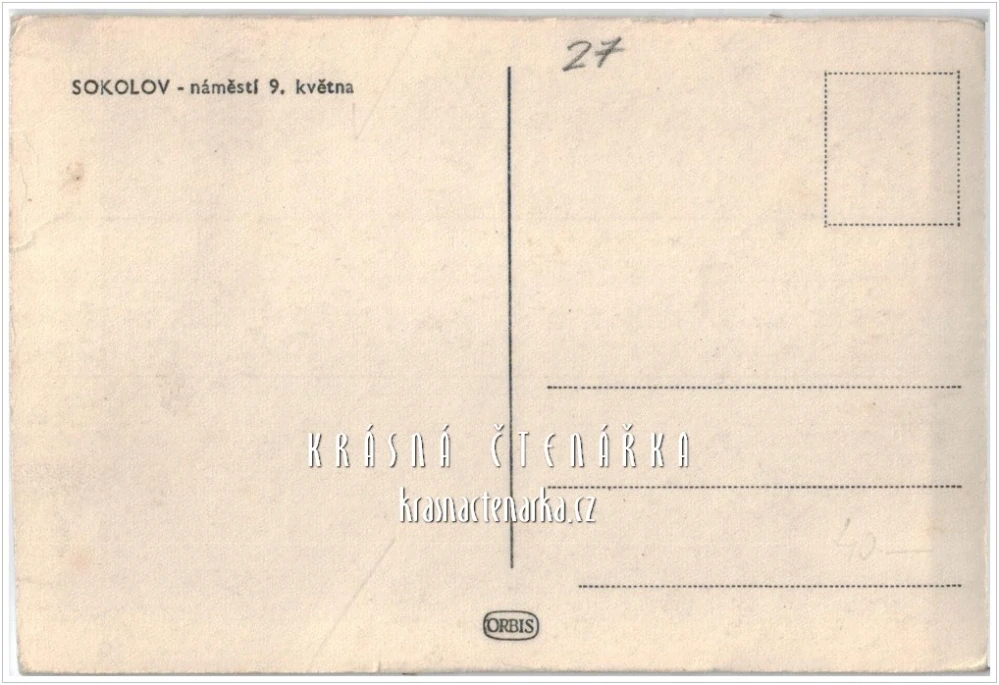 27
SOKOLOV - náměstí 9. května
KRÁSNÁ ČTENÁŘKA
krasnactenarka.cz
40.—
ORBIS